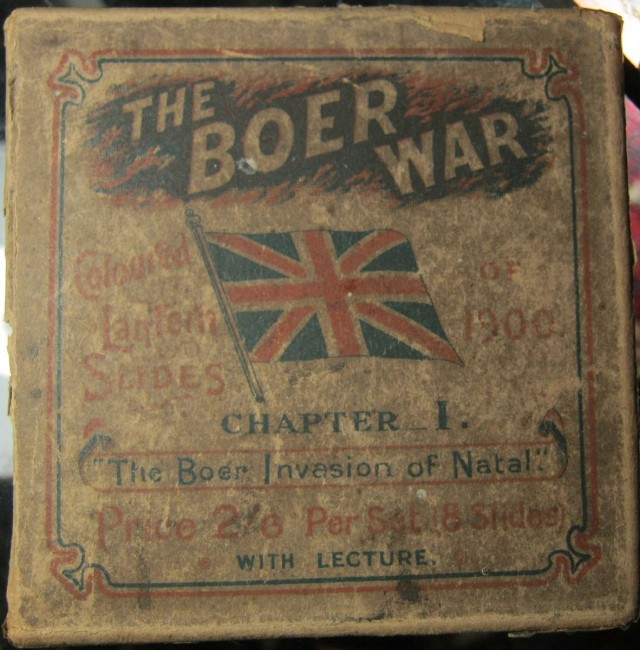 THE
BOER
WAR
Coloured OF
Lantern 1900.
SLIDES
CHAPTER_I.
"The Boer Invasion of Natal."
Price 2/6 Per Set (8 Slides)
WITH LECTURE.